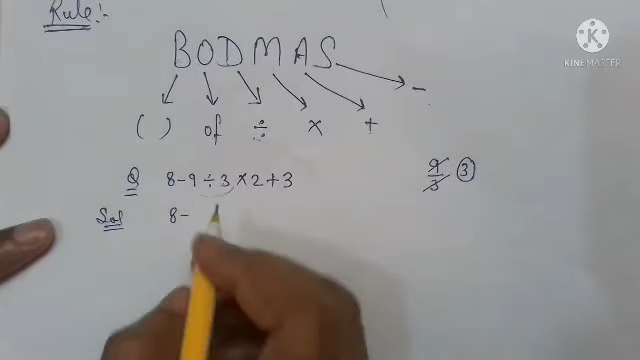 Rule:-
BODMAS
( ) of ÷ × + -
Q 8-9÷3×2+3
9/3 3
Sol 8-
K
KINEMASTER